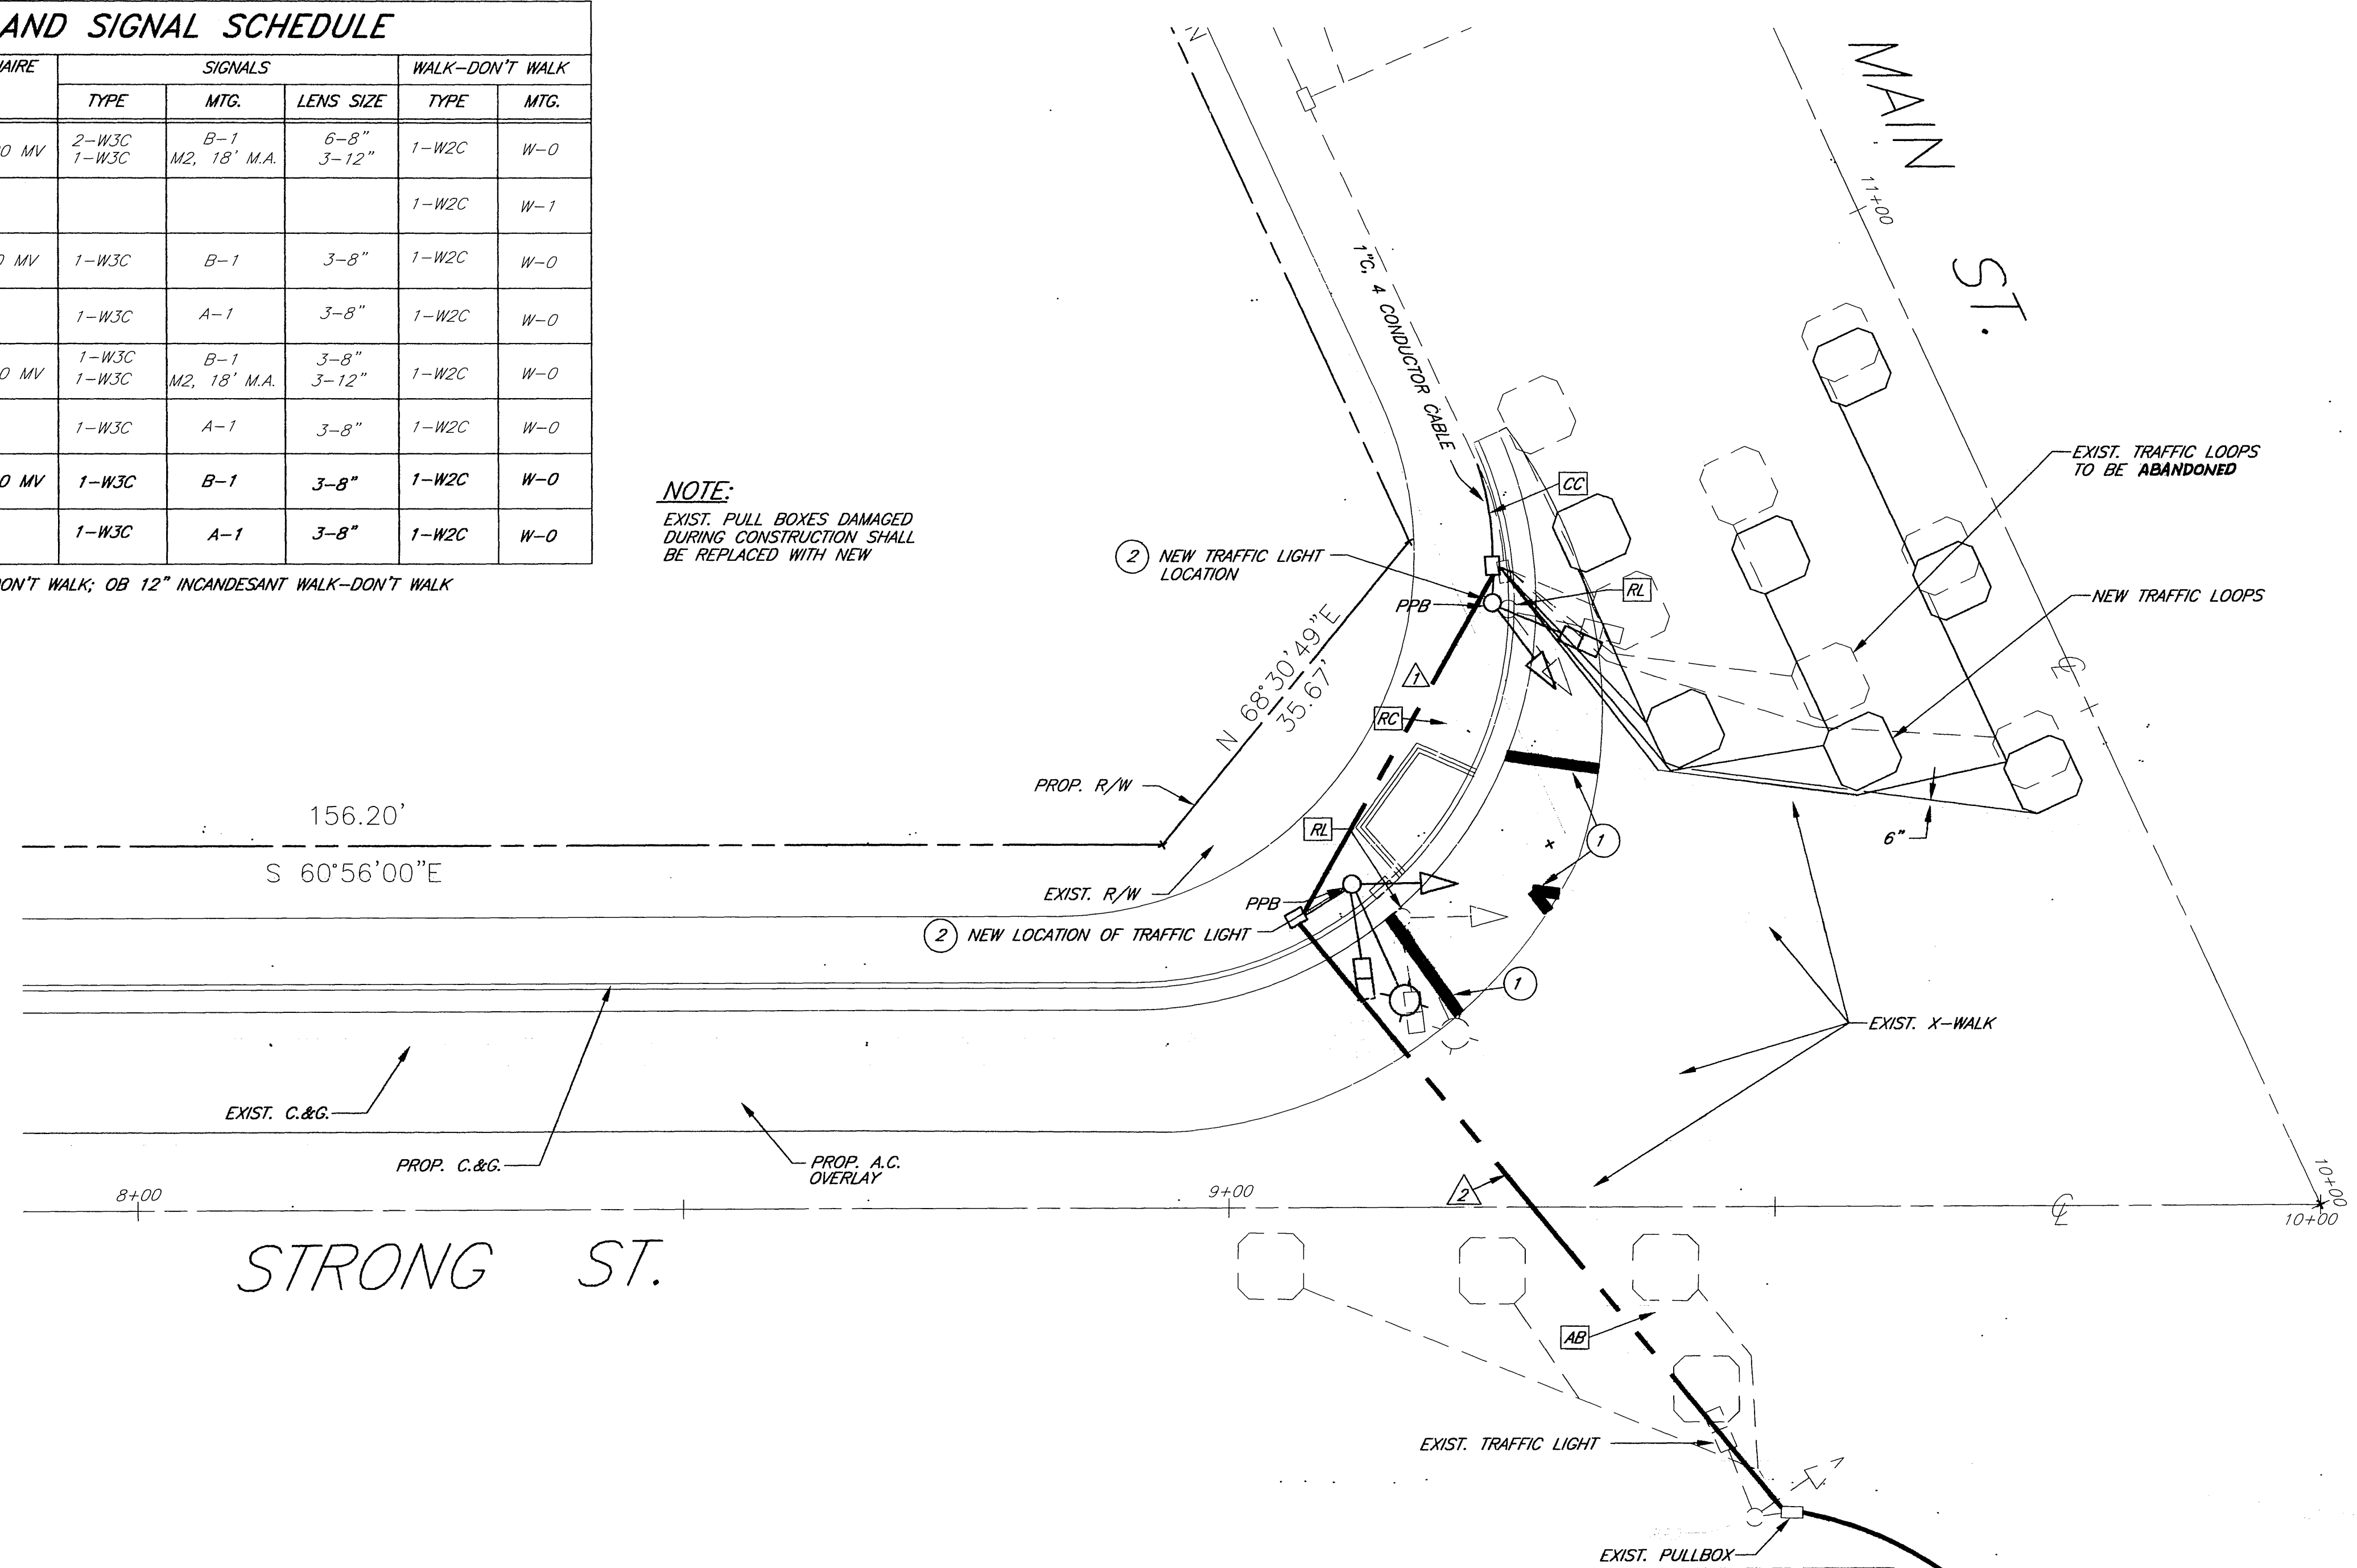 AND SIGNAL SCHEDULE
SIGNALS WALK-DON'T WALK
TYPE MTG. LENS SIZE TYPE MTG.
MV 2-W3C B-1 6-8" 1-W2C W-0
1-W3C M2, 18' M.A. 3-12"
1-W2C W-1
MV 1-W3C B-1 3-8" 1-W2C W-0
1-W3C A-1 3-8" 1-W2C W-0
MV 1-W3C B-1 3-8" 1-W2C W-0
1-W3C M2, 18' M.A. 3-12"
1-W3C A-1 3-8" 1-W2C W-0
MV 1-W3C B-1 3-8" 1-W2C W-0
1-W3C A-1 3-8" 1-W2C W-0
DON'T WALK; OB 12" INCANDESANT WALK-DON'T WALK
NOTE:
EXIST. PULL BOXES DAMAGED
DURING CONSTRUCTION SHALL
BE REPLACED WITH NEW
MAIN ST.
11+00
1"C, 4 CONDUCTOR CABLE
CC
EXIST. TRAFFIC LOOPS
TO BE ABANDONED
2 NEW TRAFFIC LIGHT
LOCATION
PPB
RL
NEW TRAFFIC LOOPS
N 68°30'49"E
35.67'
1
RC
PROP. R/W
156.20'
S 60°56'00"E
RL
1
6"
EXIST. R/W
PPB
2 NEW LOCATION OF TRAFFIC LIGHT
1
EXIST. X-WALK
EXIST. C.&G.
PROP. C.&G.
PROP. A.C.
OVERLAY
8+00
9+00
2
10+00
10+00
STRONG ST.
AB
EXIST. TRAFFIC LIGHT
EXIST. PULLBOX